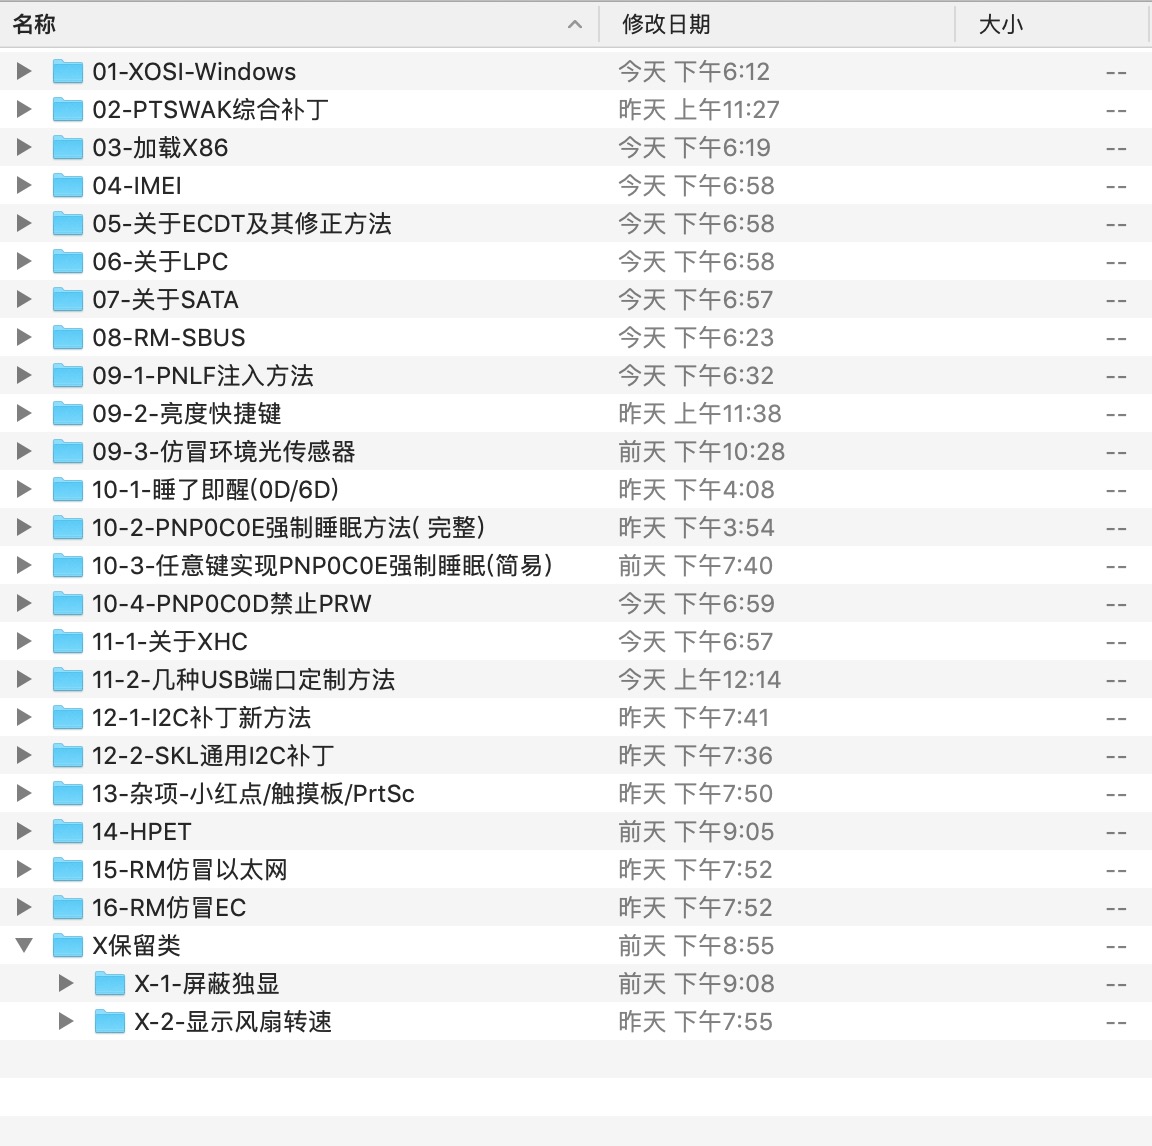 名称 修改日期 大小
01-XOSI-Windows 今天 下午6:12 --
02-PTSWAK综合补丁 昨天 上午11:27 --
03-加载X86 今天 下午6:19 --
04-IMEI 今天 下午6:58 --
05-关于ECDT及其修正方法 今天 下午6:58 --
06-关于LPC 今天 下午6:58 --
07-关于SATA 今天 下午6:57 --
08-RM-SBUS 今天 下午6:23 --
09-1-PNLF注入方法 今天 下午6:32 --
09-2-亮度快捷键 昨天 上午11:38 --
09-3-仿冒环境光传感器 前天 下午10:28 --
10-1-睡了即醒(0D/6D) 昨天 下午4:08 --
10-2-PNP0C0E强制睡眠方法( 完整) 昨天 下午3:54 --
10-3-任意键实现PNP0C0E强制睡眠(简易) 前天 下午7:40 --
10-4-PNP0C0D禁止PRW 今天 下午6:59 --
11-1-关于XHC 今天 下午6:57 --
11-2-几种USB端口定制方法 今天 上午12:14 --
12-1-I2C补丁新方法 昨天 下午7:41 --
12-2-SKL通用I2C补丁 昨天 下午7:36 --
13-杂项-小红点/触摸板/PrtSc 昨天 下午7:50 --
14-HPET 前天 下午9:05 --
15-RM仿冒以太网 昨天 下午7:52 --
16-RM仿冒EC 昨天 下午7:52 --
X保留类 前天 下午8:55 --
X-1-屏蔽独显 前天 下午9:08 --
X-2-显示风扇转速 昨天 下午7:55 --